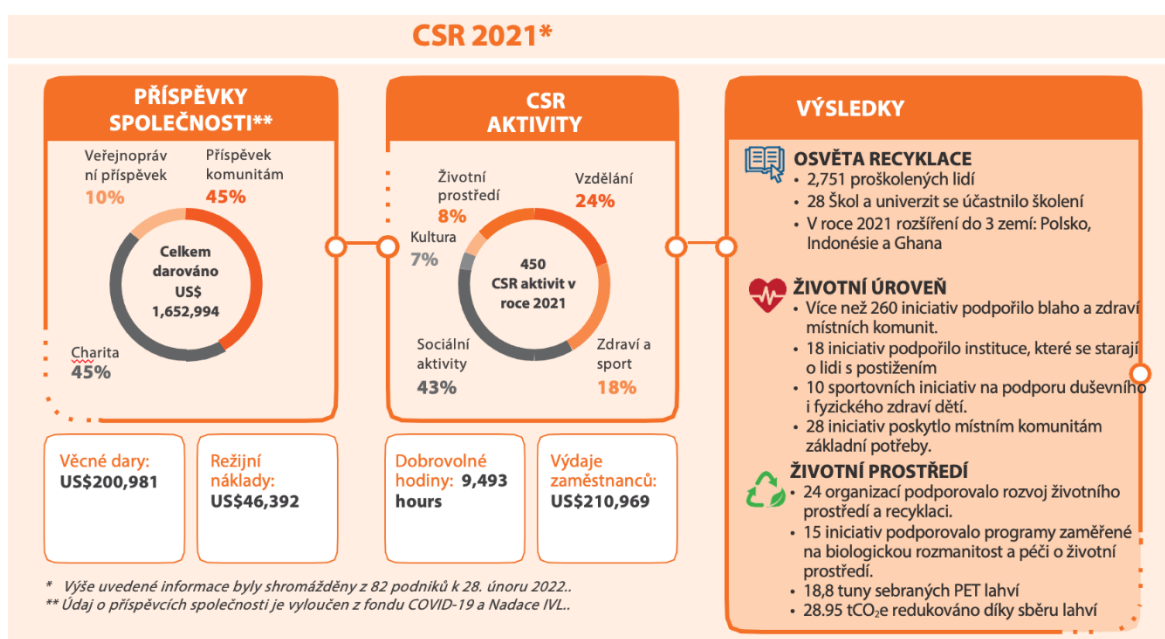 CSR 2021*
PŘÍSPĚVKY
SPOLEČNOSTI**
Veřejnopráv
ní příspěvek
10%
Příspěvek
komunitám
45%
Celkem
darováno
US$
1,652,994
Charita
45%
Věcné dary:
US$200,981
Režijní
náklady:
US$46,392
CSR
AKTIVITY
Životní
prostředí
8%
Vzdělání
24%
Kultura
7%
450
CSR aktivit v
roce 2021
Sociální
aktivity
43%
Zdraví a
sport
18%
Dobrovolné
hodiny: 9,493
hours
Výdaje
zaměstnanců:
US$210,969
VÝSLEDKY
OSVĚTA RECYKLACE
• 2,751 proškolených lidí
• 28 Škol a univerzit se účastnilo školení
• V roce 2021 rozšíření do 3 zemí: Polsko,
Indonésie a Ghana
ŽIVOTNÍ ÚROVEŇ
• Více než 260 iniciativ podpořilo blaho a zdraví
místních komunit.
• 18 iniciativ podpořilo instituce, které se starají
o lidi s postižením
• 10 sportovních iniciativ na podporu duševního
i fyzického zdraví dětí.
• 28 iniciativ poskytlo místním komunitám
základní potřeby.
ŽIVOTNÍ PROSTŘEDÍ
• 24 organizací podporovalo rozvoj životního
prostředí a recyklaci.
• 15 iniciativ podporovalo programy zaměřené
na biologickou rozmanitost a péči o životní
prostředí.
• 18,8 tuny sebraných PET lahví
• 28.95 tCO₂e redukováno díky sběru lahví
* Výše uvedené informace byly shromážděny z 82 podniků k 28. únoru 2022..
** Údaj o příspěvcích společnosti je vyloučen z fondu COVID-19 a Nadace IVL..